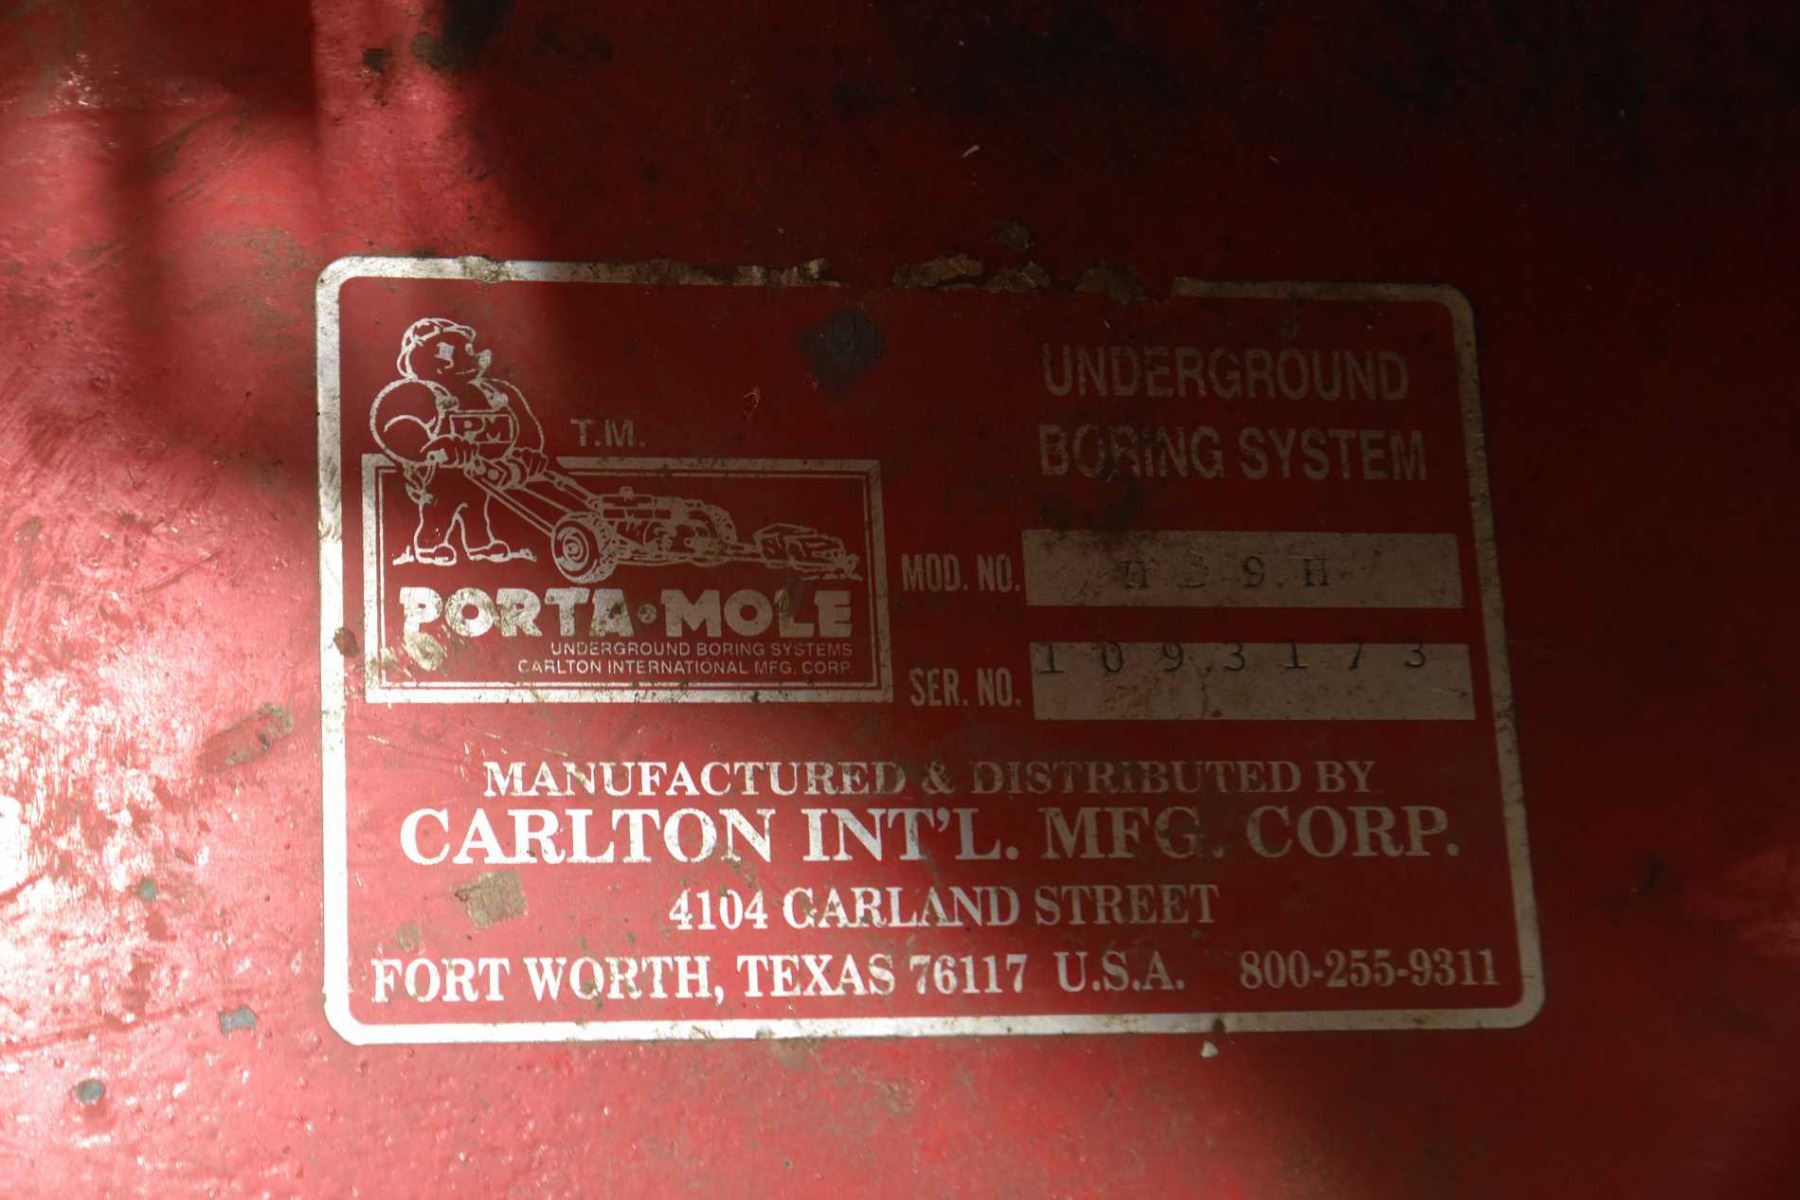 PM
T.M.
PORTA•MOLE
UNDERGROUND BORING SYSTEMS
CARLTON INTERNATIONAL MFG. CORP.
UNDERGROUND
BORING SYSTEM
MOD. NO.
SER. NO. 1093173
MANUFACTURED & DISTRIBUTED BY
CARLTON INT'L. MFG. CORP.
4104 GARLAND STREET
FORT WORTH, TEXAS 76117 U.S.A. 800-255-9311